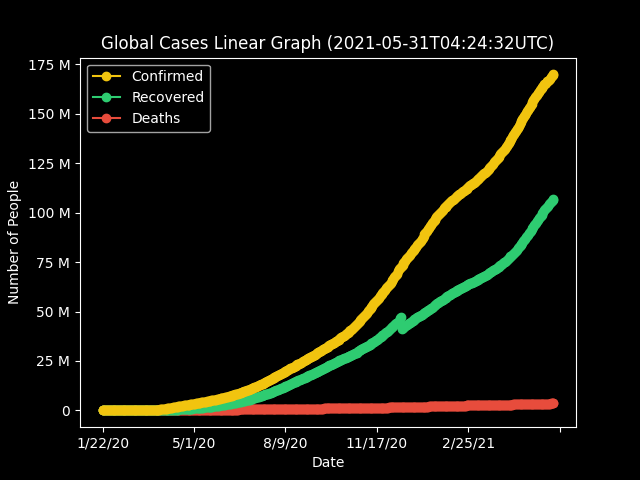 Global Cases Linear Graph (2021-05-31T04:24:32UTC)
Confirmed
Recovered
Deaths
175 M
150 M
125 M
100 M
75 M
50 M
25 M
0
Number of People
1/22/20 5/1/20 8/9/20 11/17/20 2/25/21
Date